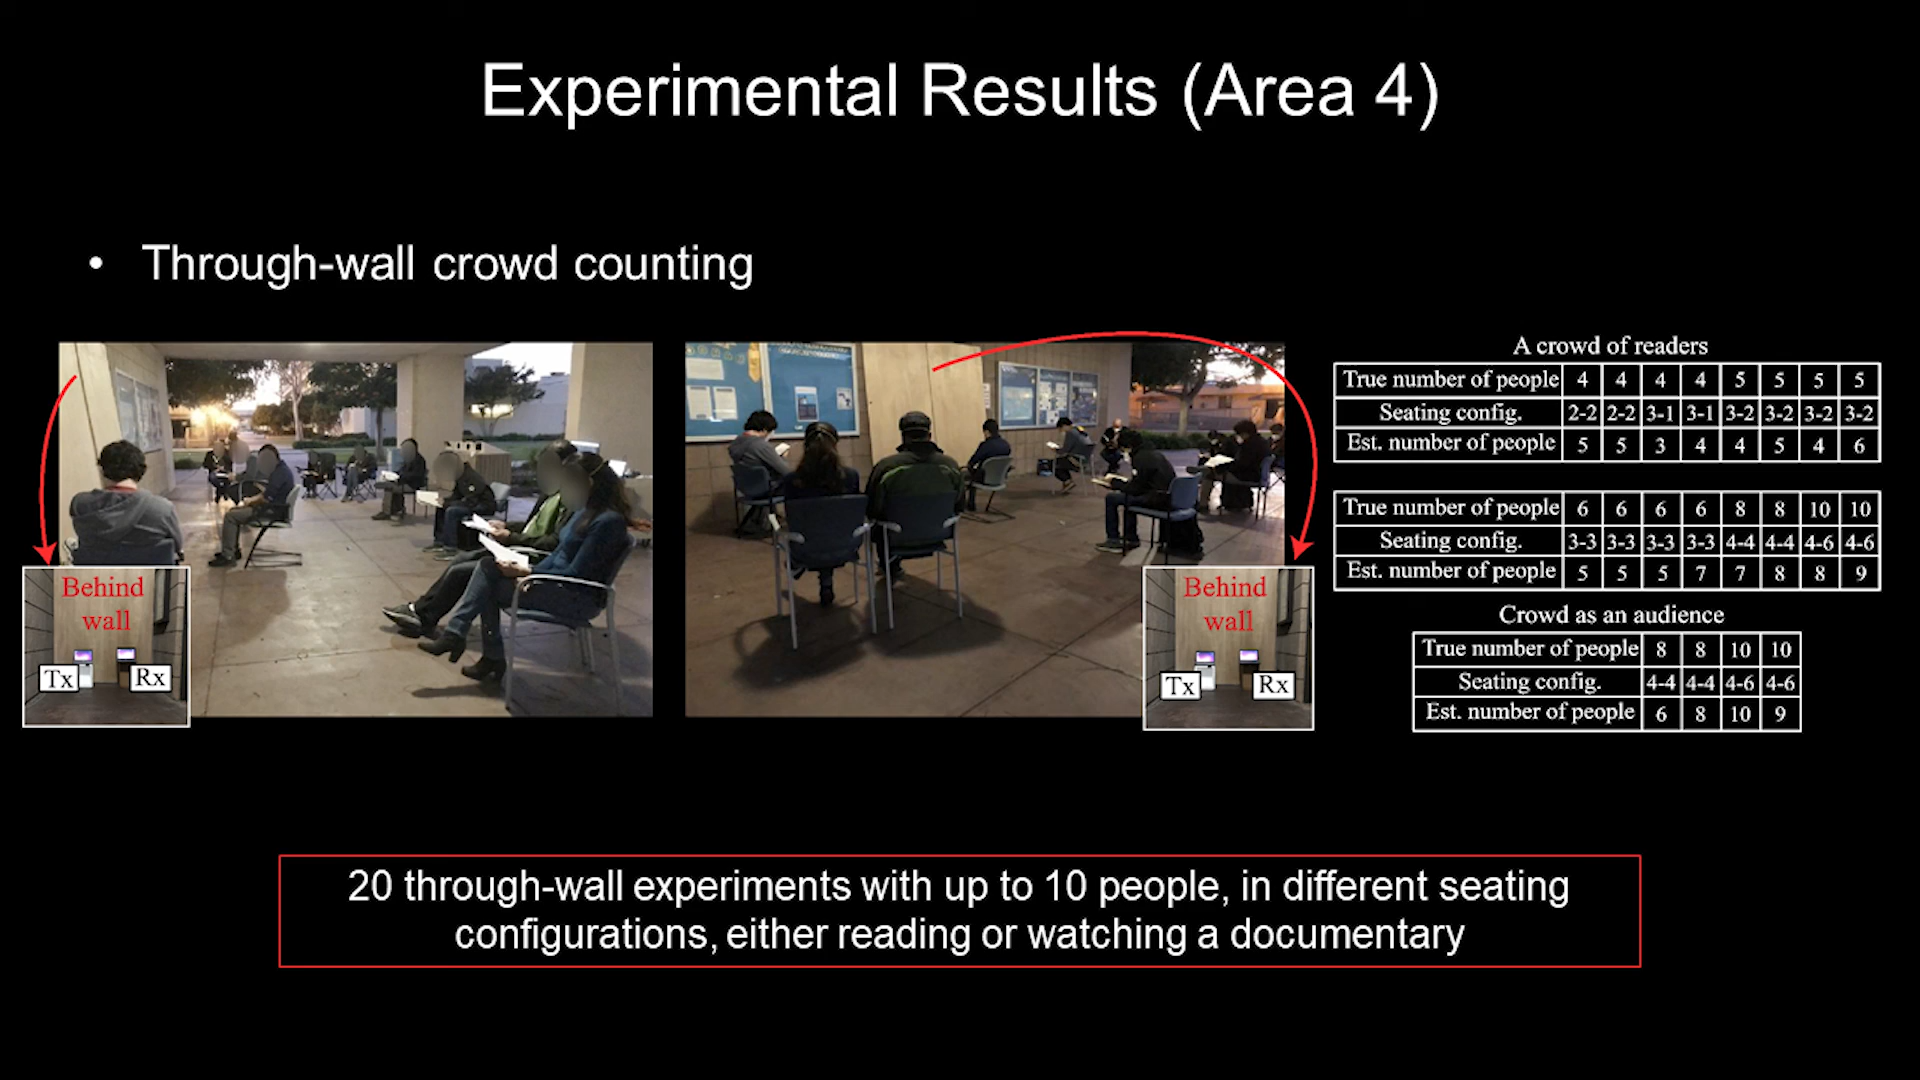 Experimental Results (Area 4)
• Through-wall crowd counting
Behind
wall
Tx
Rx
Behind
wall
Tx
Rx
A crowd of readers
True number of people 4 4 4 4 5 5 5 5
Seating config. 2-2 2-2 3-1 3-1 3-2 3-2 3-2 3-2
Est. number of people 5 5 3 4 4 5 4 6
True number of people 6 6 6 6 8 8 10 10
Seating config. 3-3 3-3 3-3 3-3 4-4 4-4 4-6 4-6
Est. number of people 5 5 5 7 7 8 8 9
Crowd as an audience
True number of people 8 8 10 10
Seating config. 4-4 4-4 4-6 4-6
Est. number of people 6 8 10 9
20 through-wall experiments with up to 10 people, in different seating
configurations, either reading or watching a documentary